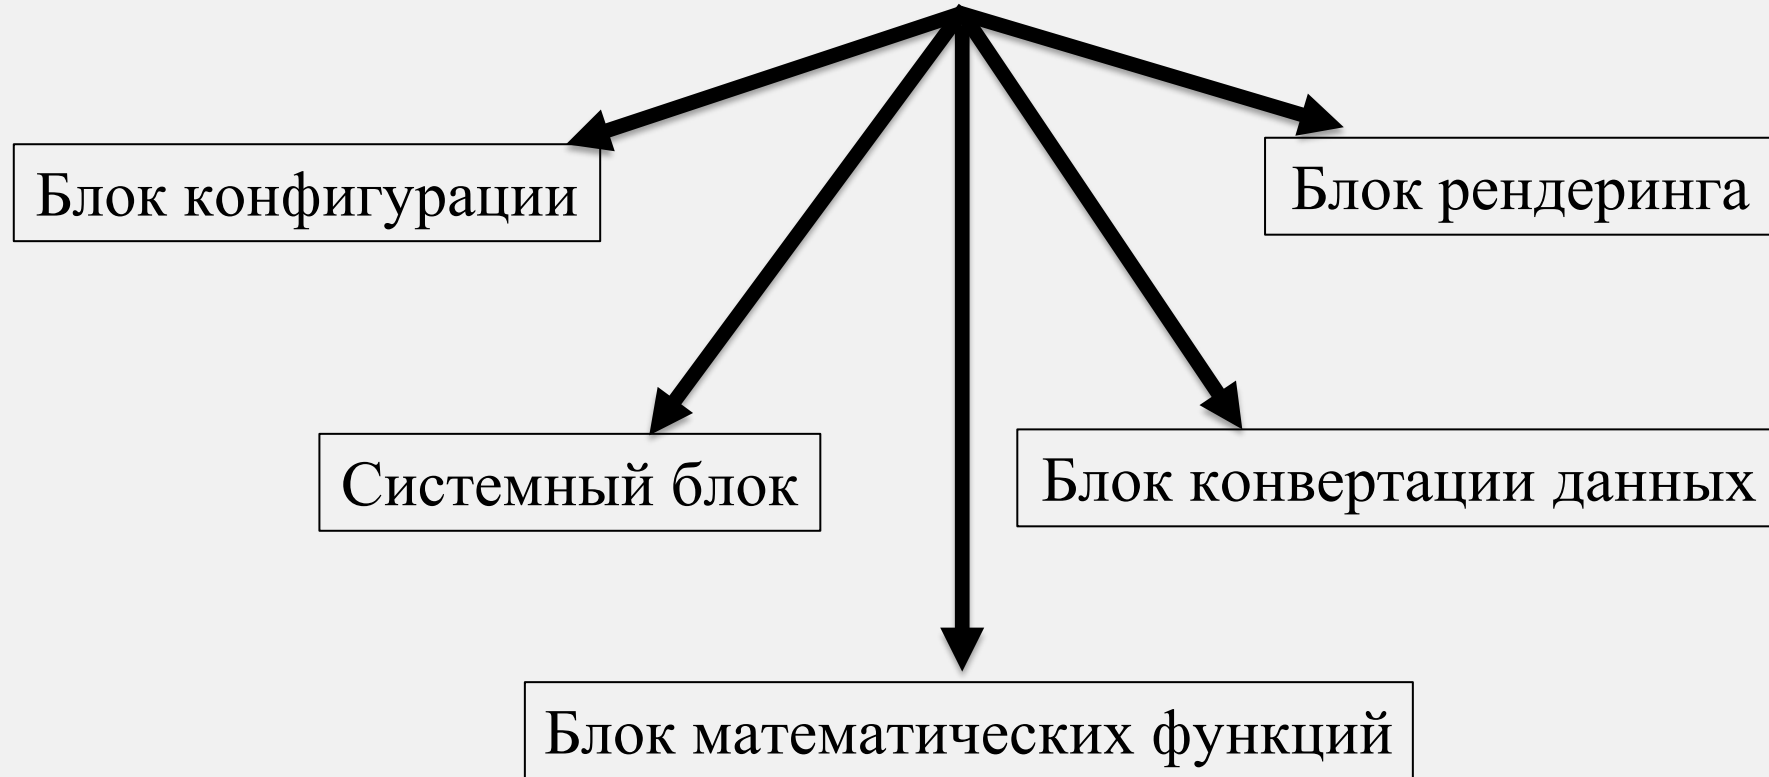 Блок конфигурации
Блок рендеринга
Системный блок
Блок конвертации данных
Блок математических функций